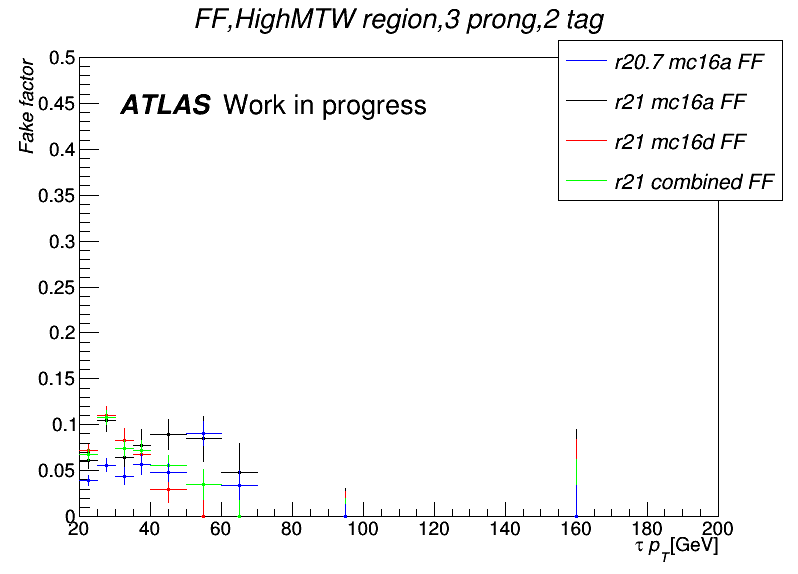 FF,HighMTW region,3 prong,2 tag
r20.7 mc16a FF
r21 mc16a FF
r21 mc16d FF
r21 combined FF
ATLAS Work in progress
Fake factor
0.5
0.45
0.4
0.35
0.3
0.25
0.2
0.15
0.1
0.05
0
20 40 60 80 100 120 140 160 180 200
τ p_T [GeV]